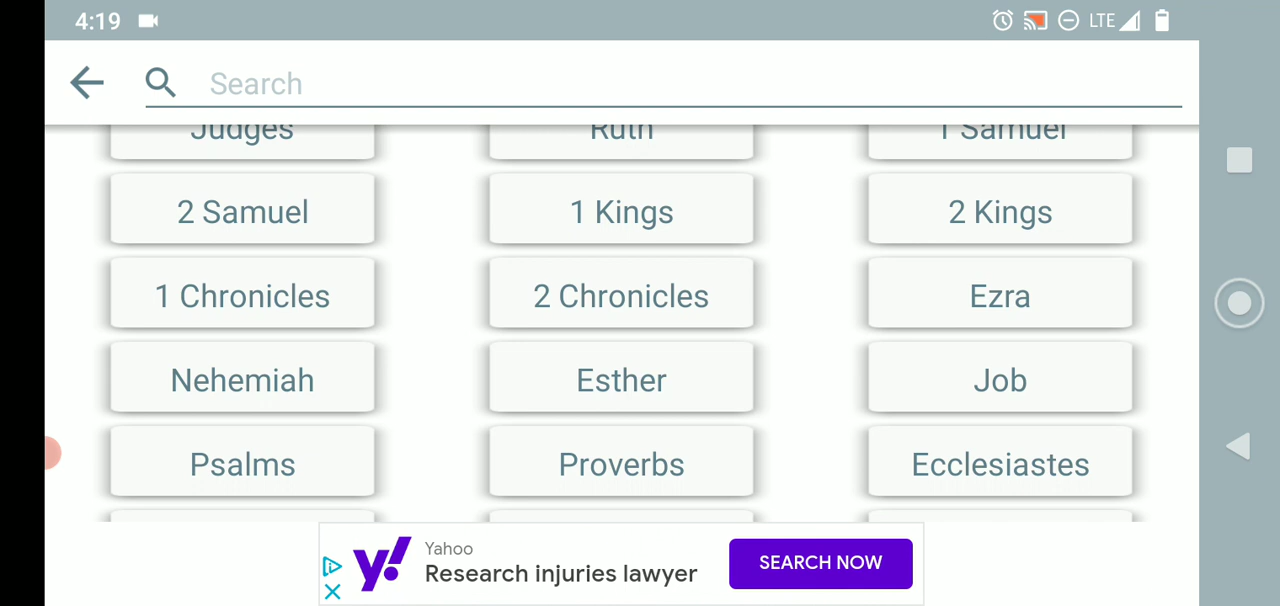 4:19 LTE
Search
Judges Ruth 1 Samuel
2 Samuel 1 Kings 2 Kings
1 Chronicles 2 Chronicles Ezra
Nehemiah Esther Job
Psalms Proverbs Ecclesiastes
y!
Yahoo
Research injuries lawyer
SEARCH NOW